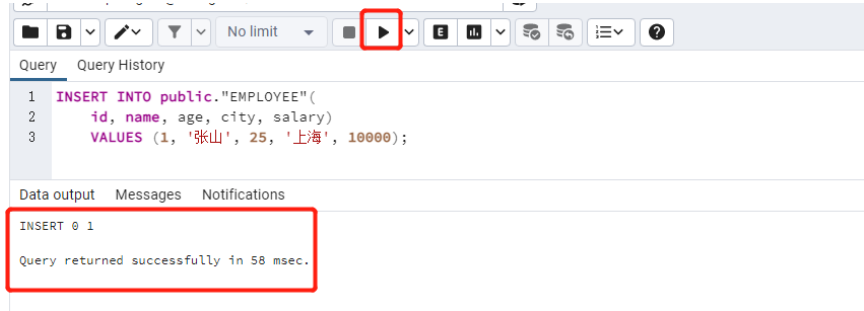 No limit
E
Query Query History
1 INSERT INTO public."EMPLOYEE"(
2 id, name, age, city, salary)
3 VALUES (1, '张山', 25, '上海', 10000);
Data output Messages Notifications
INSERT 0 1
Query returned successfully in 58 msec.